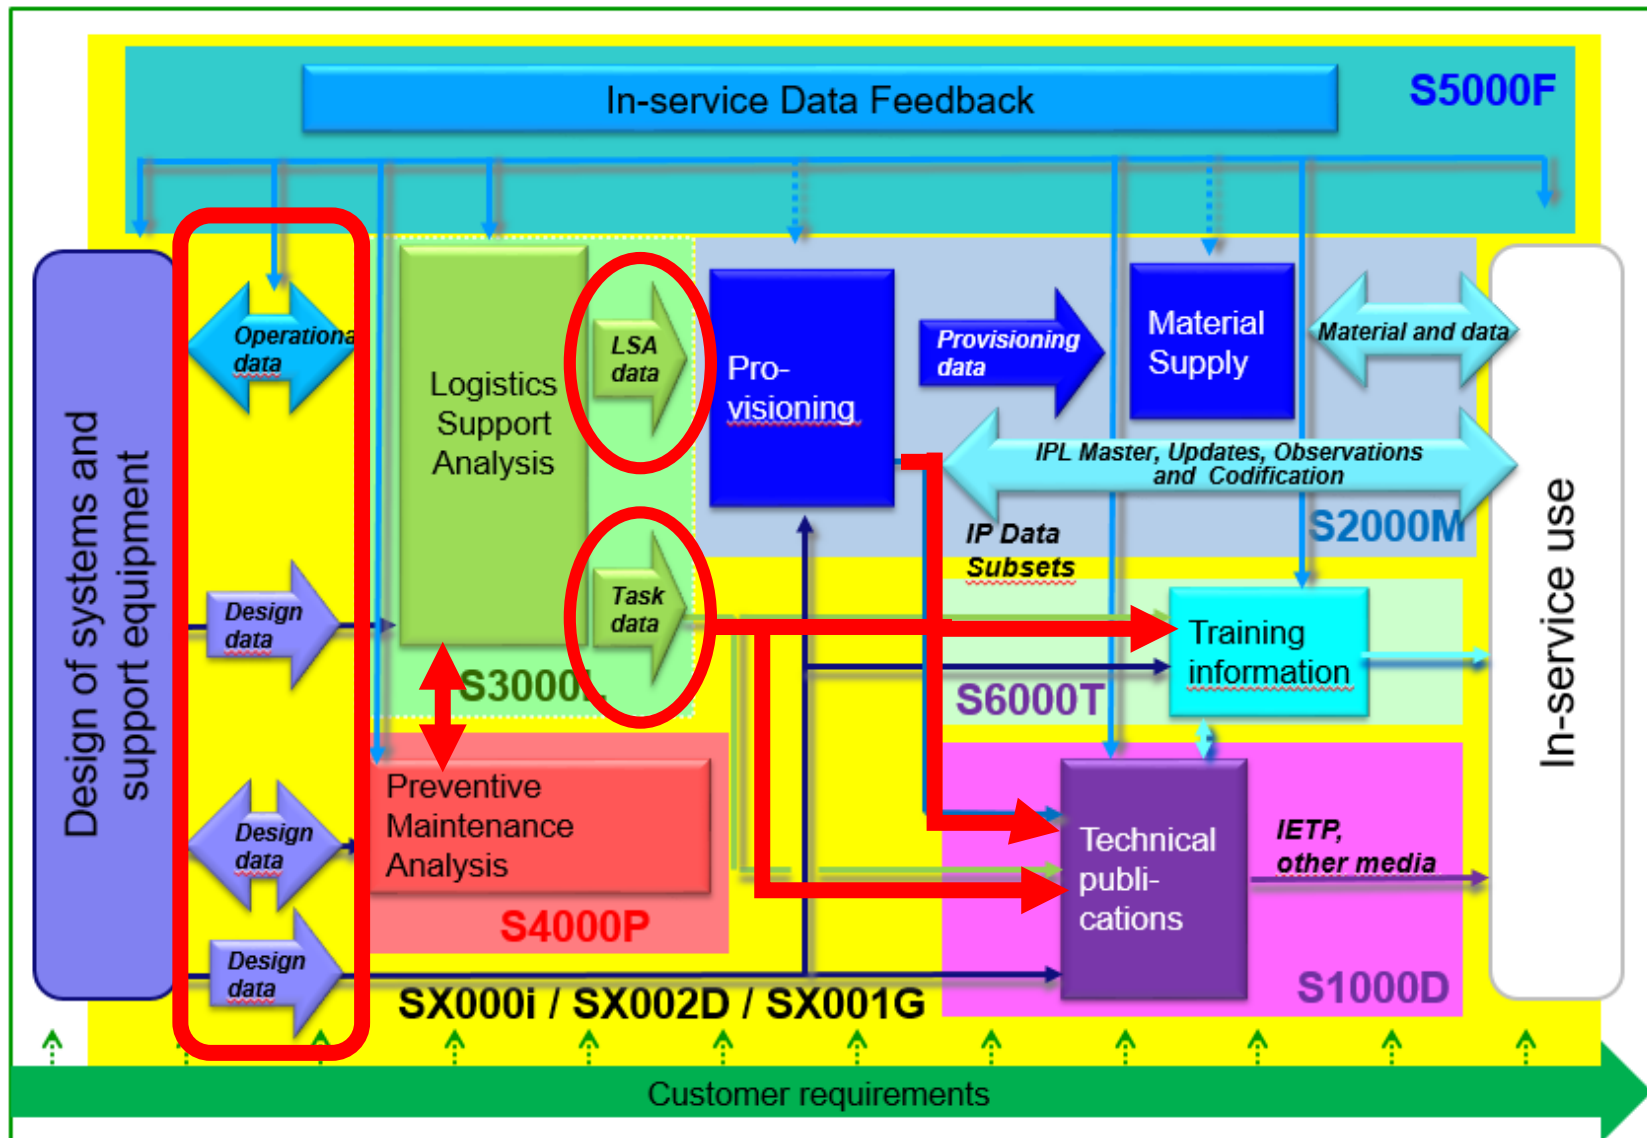 In-service Data Feedback
S5000F
Design of systems and
support equipment
Operationa
data
Logistics
Support
Analysis
LSA
data
Pro-
visioning
Provisioning
data
Material
Supply
Material and data
IPL Master, Updates, Observations
and Codification
S2000M
IP Data
Subsets
In-service use
Design
data
Task
data
S3000L
Training
information
S6000T
Preventive
Maintenance
Analysis
Design
data
S4000P
Technical
publi-
cations
IETP,
other media
S1000D
Design
data
SX000i / SX002D / SX001G
Customer requirements